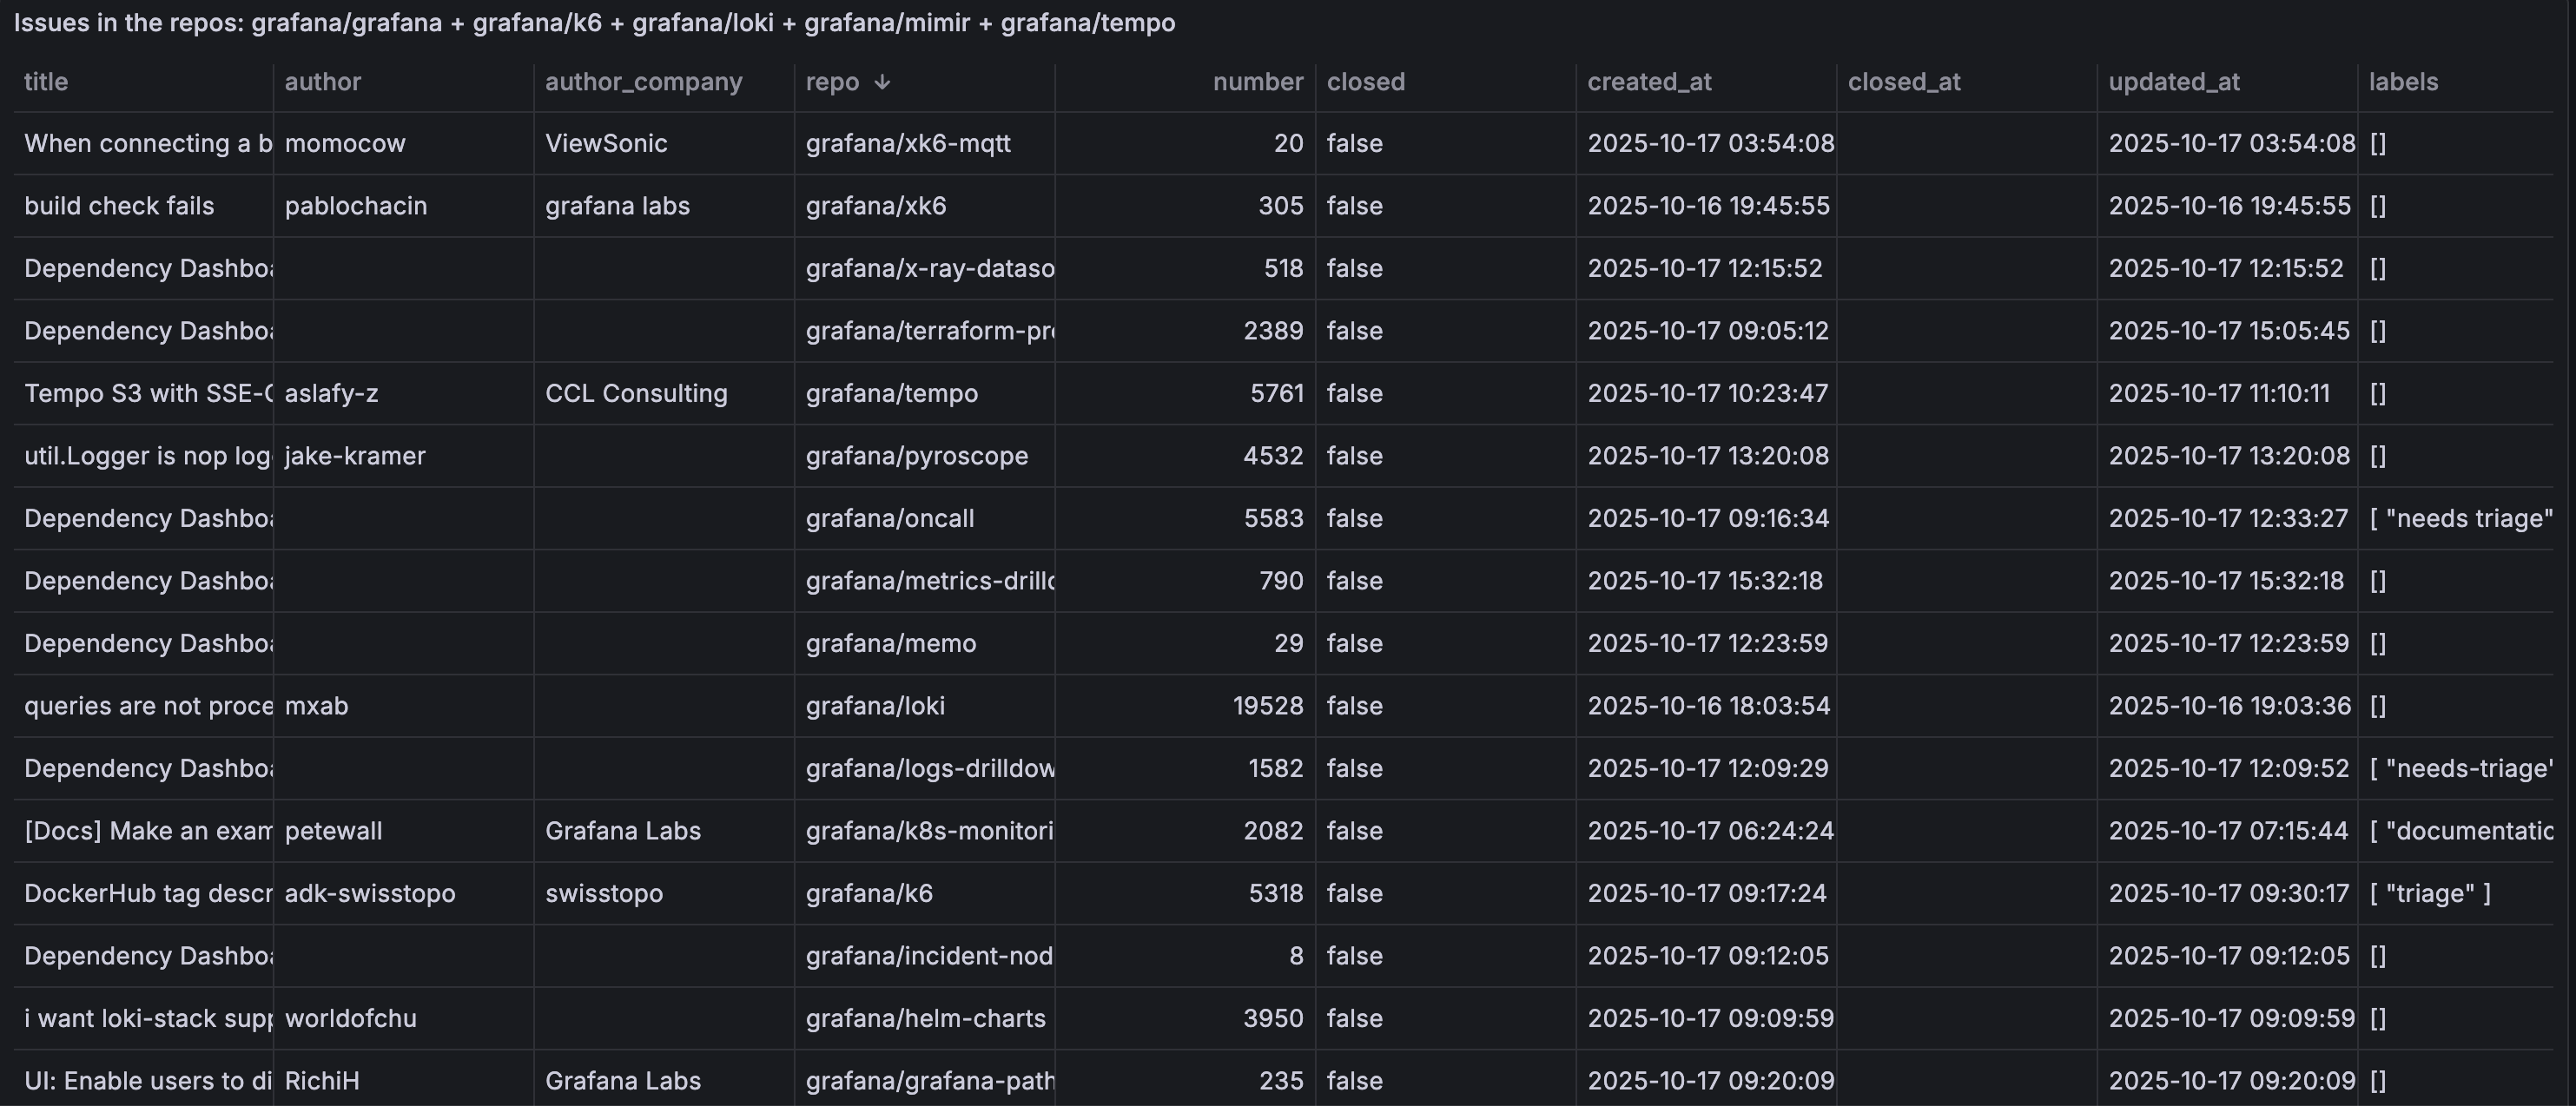 Issues in the repos: grafana/grafana + grafana/k6 + grafana/loki + grafana/mimir + grafana/tempo
title author author_company repo ↓ number closed created_at closed_at updated_at labels
When connecting a b momocow ViewSonic grafana/xk6-mqtt 20 false 2025-10-17 03:54:08 2025-10-17 03:54:08 []
build check fails pablochacin grafana labs grafana/xk6 305 false 2025-10-16 19:45:55 2025-10-16 19:45:55 []
Dependency Dashboa grafana/x-ray-dataso 518 false 2025-10-17 12:15:52 2025-10-17 12:15:52 []
Dependency Dashboa grafana/terraform-pro 2389 false 2025-10-17 09:05:12 2025-10-17 15:05:45 []
Tempo S3 with SSE-C aslafy-z CCL Consulting grafana/tempo 5761 false 2025-10-17 10:23:47 2025-10-17 11:10:11 []
util.Logger is nop log jake-kramer grafana/pyroscope 4532 false 2025-10-17 13:20:08 2025-10-17 13:20:08 []
Dependency Dashboa grafana/oncall 5583 false 2025-10-17 09:16:34 2025-10-17 12:33:27 [ "needs triage"
Dependency Dashboa grafana/metrics-drilld 790 false 2025-10-17 15:32:18 2025-10-17 15:32:18 []
Dependency Dashboa grafana/memo 29 false 2025-10-17 12:23:59 2025-10-17 12:23:59 []
queries are not proce mxab grafana/loki 19528 false 2025-10-16 18:03:54 2025-10-16 19:03:36 []
Dependency Dashboa grafana/logs-drilldow 1582 false 2025-10-17 12:09:29 2025-10-17 12:09:52 [ "needs-triage"
[Docs] Make an exam petewall Grafana Labs grafana/k8s-monitori 2082 false 2025-10-17 06:24:24 2025-10-17 07:15:44 [ "documentatio
DockerHub tag descr adk-swisstopo swisstopo grafana/k6 5318 false 2025-10-17 09:17:24 2025-10-17 09:30:17 [ "triage" ]
Dependency Dashboa grafana/incident-nod 8 false 2025-10-17 09:12:05 2025-10-17 09:12:05 []
i want loki-stack supp worldofchu grafana/helm-charts 3950 false 2025-10-17 09:09:59 2025-10-17 09:09:59 []
UI: Enable users to di RichiH Grafana Labs grafana/grafana-path 235 false 2025-10-17 09:20:09 2025-10-17 09:20:09 []